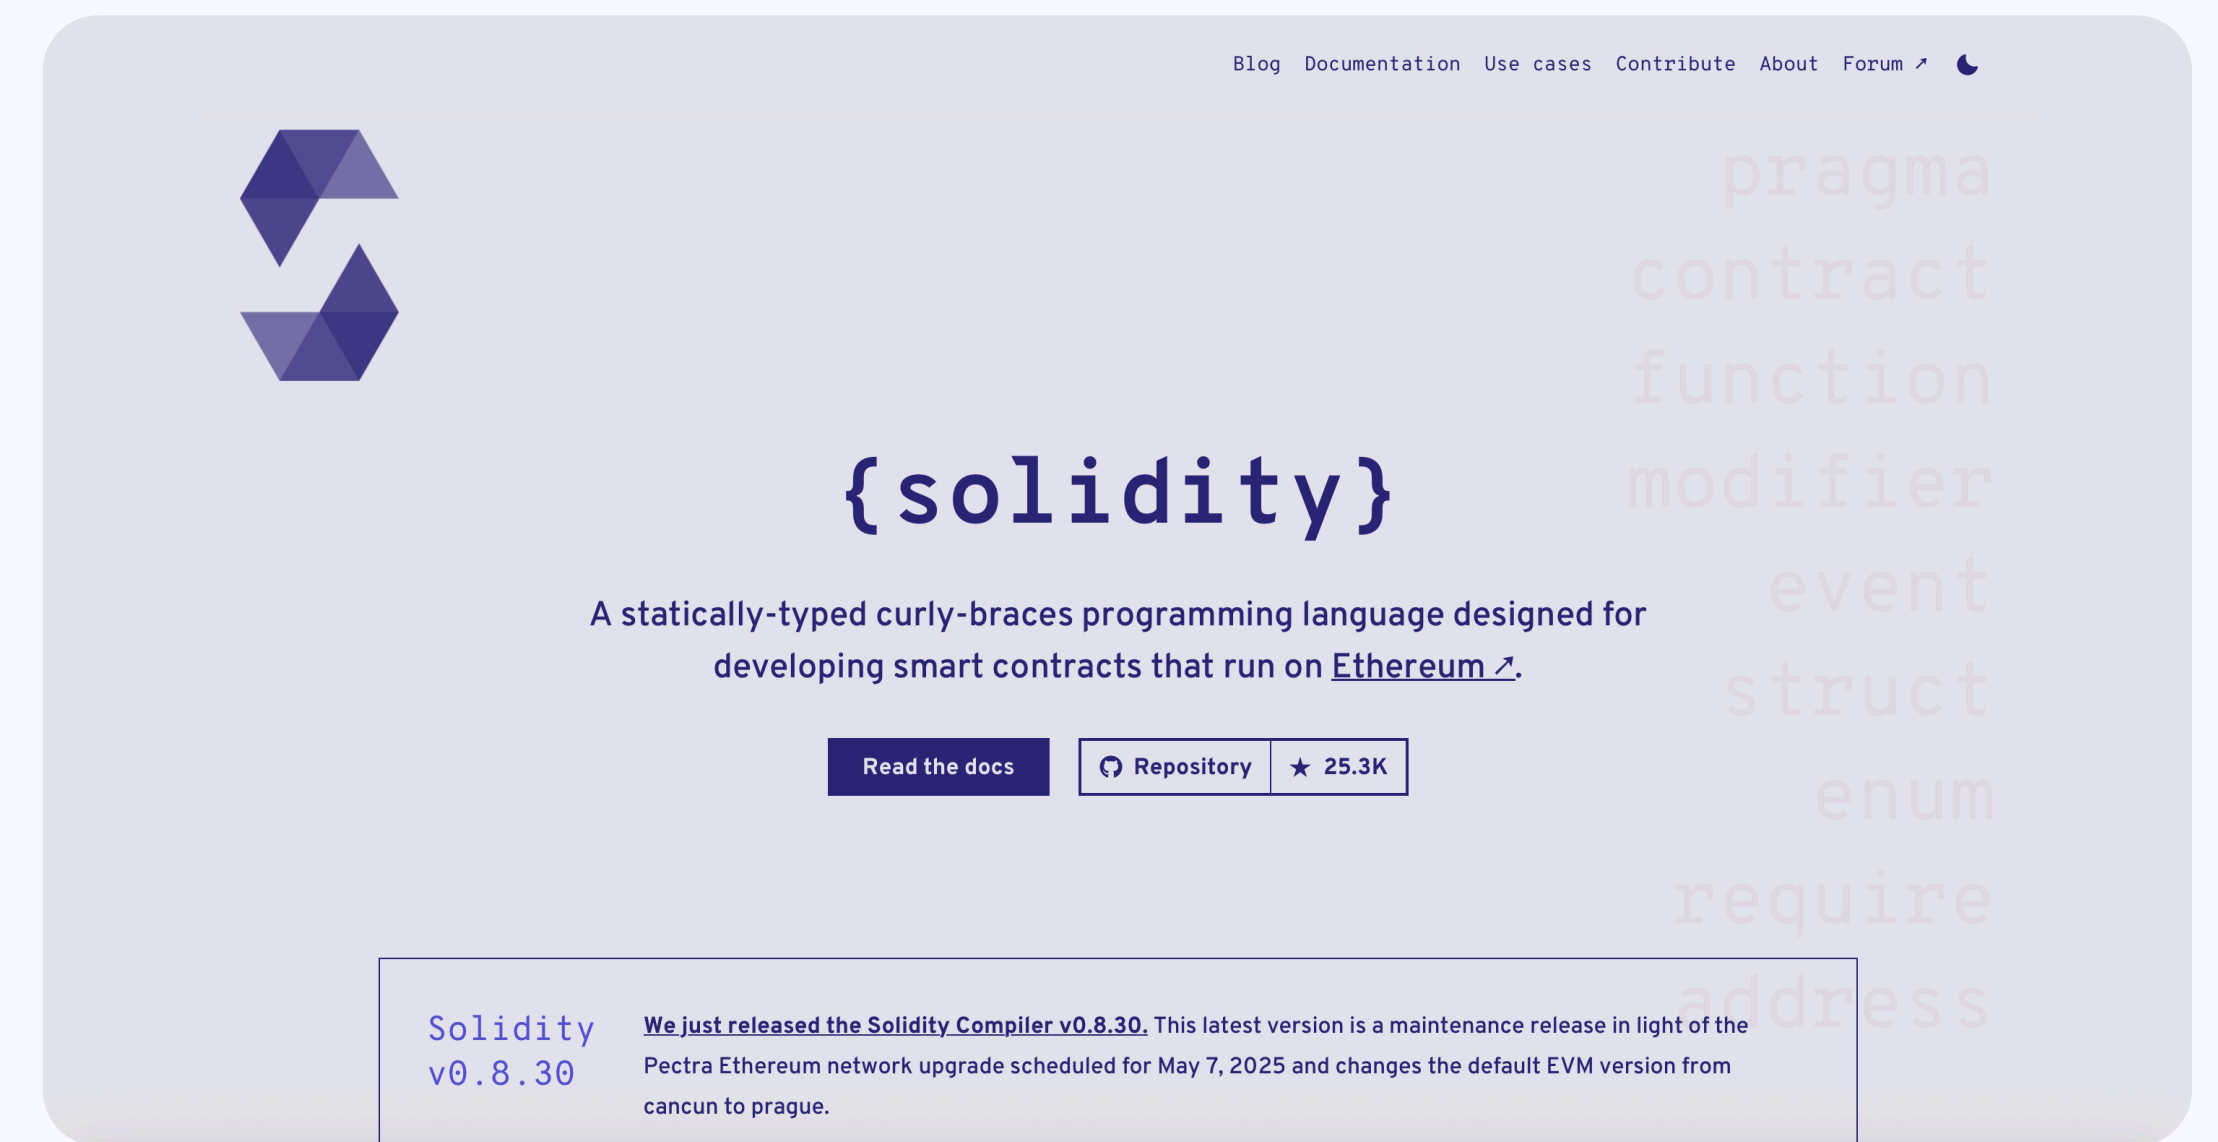 Blog Documentation Use cases Contribute About Forum ↗
pragma
contract
function
modifier
event
struct
enum
require
address
{solidity}
A statically-typed curly-braces programming language designed for
developing smart contracts that run on Ethereum ↗.
Read the docs
Repository
★ 25.3K
Solidity
v0.8.30
We just released the Solidity Compiler v0.8.30. This latest version is a maintenance release in light of the
Pectra Ethereum network upgrade scheduled for May 7, 2025 and changes the default EVM version from
cancun to prague.